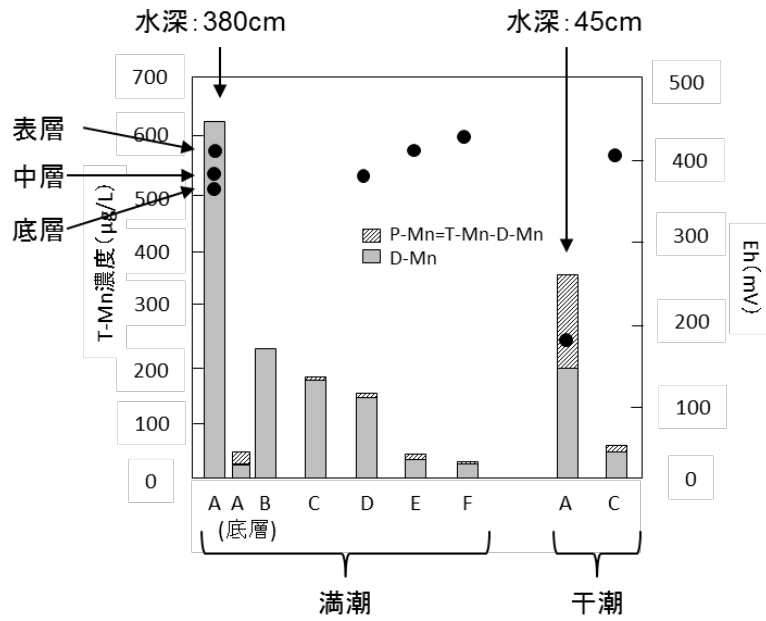 水深:380cm
水深:45cm
表層
中層
底層
T-Mn濃度(μg/L)
700
600
500
400
300
200
100
0
P-Mn=T-Mn-D-Mn
D-Mn
500
400
300
200
100
0
Eh(mV)
A A B C D E F A C
(底層)
満潮 干潮